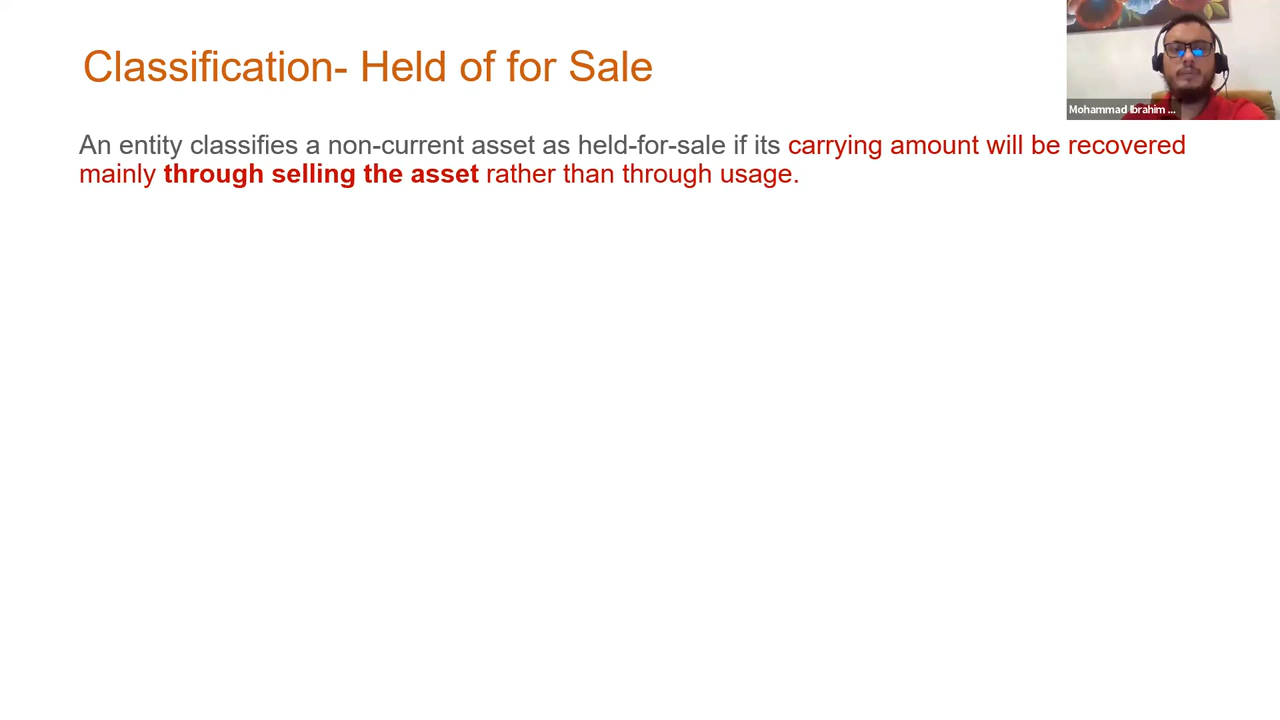 Classification- Held of for Sale
Mohammad Ibrahim ...
An entity classifies a non-current asset as held-for-sale if its carrying amount will be recovered
mainly through selling the asset rather than through usage.